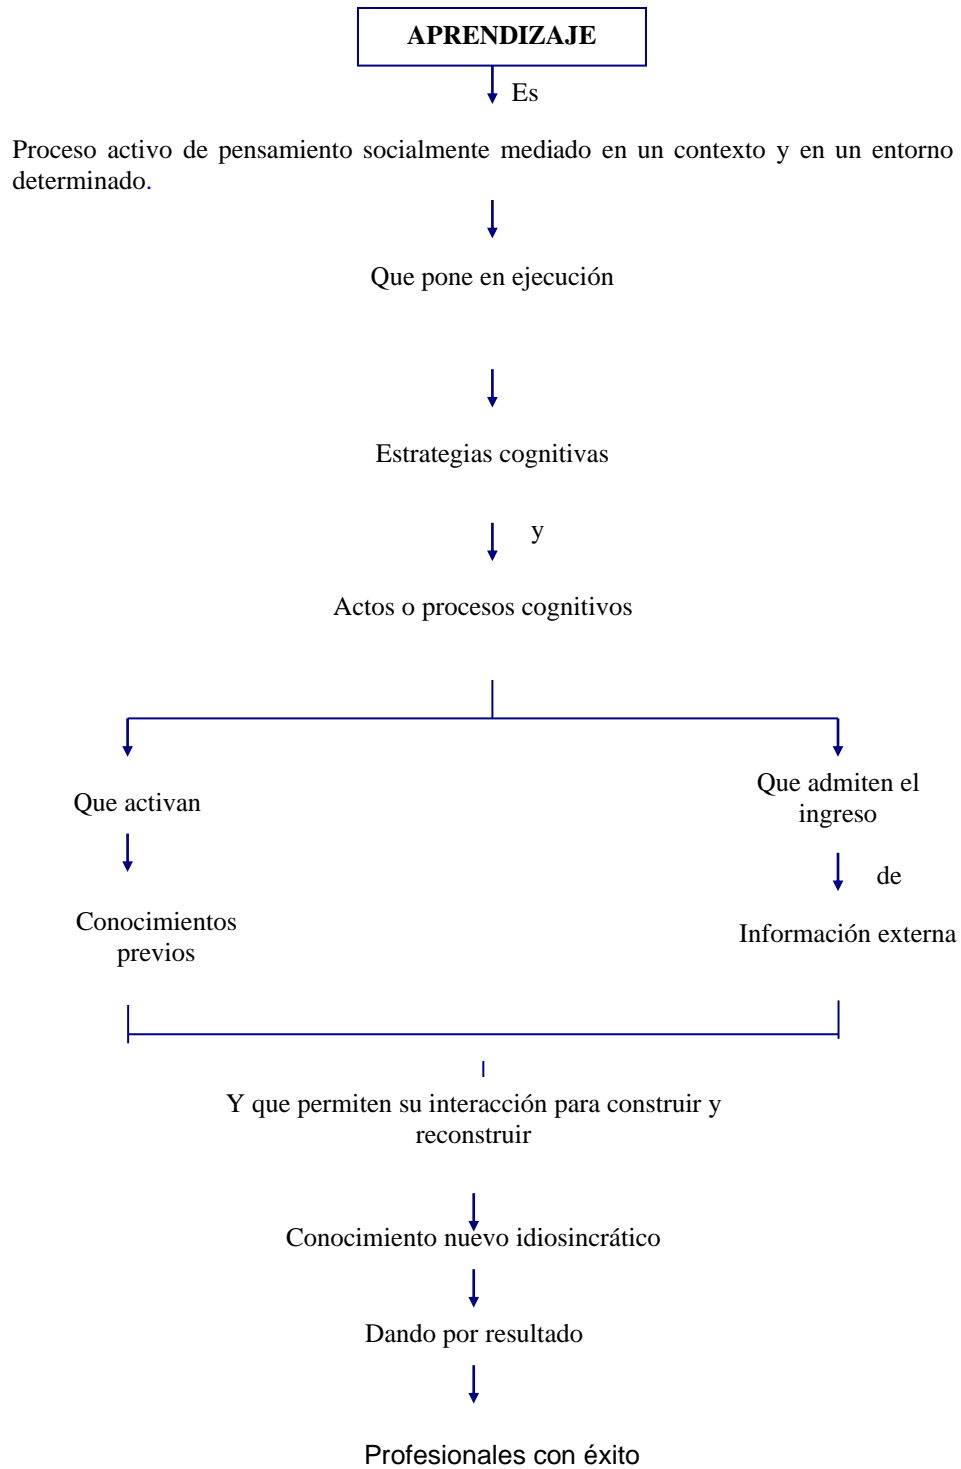 APRENDIZAJE
Es
Proceso activo de pensamiento socialmente mediado en un contexto y en un entorno
determinado.
Que pone en ejecución
Estrategias cognitivas
y
Actos o procesos cognitivos
Que activan
Que admiten el
ingreso
de
Conocimientos
previos
Información externa
Y que permiten su interacción para construir y
reconstruir
Conocimiento nuevo idiosincrático
Dando por resultado
Profesionales con éxito